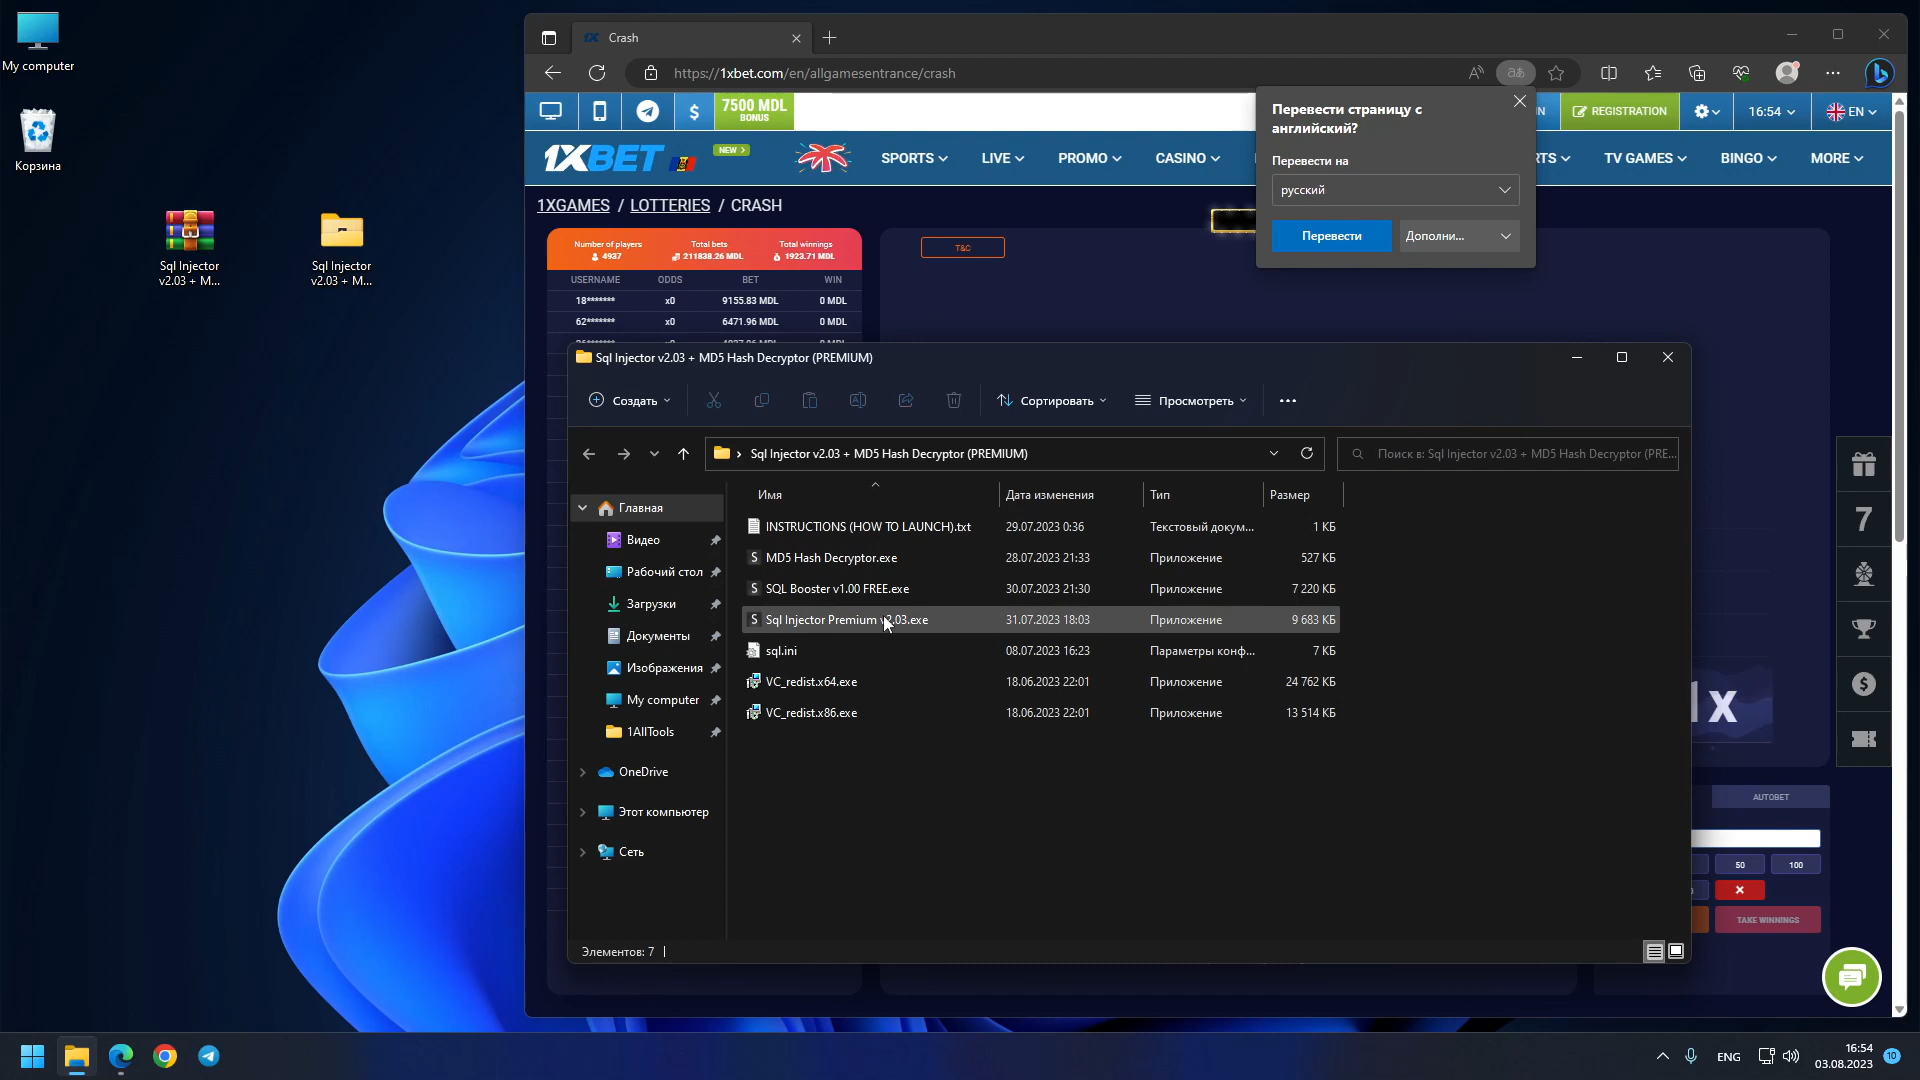 My computer
Корзина
Sql Injector
v2.03 + M...
Sql Injector
v2.03 + M...
Crash
https://1xbet.com/en/allgamesentrance/crash
7500 MDL
BONUS
REGISTRATION
16:54
EN
1XBET
NEW >
SPORTS
LIVE
PROMO
CASINO
TV GAMES
BINGO
MORE
Перевести страницу с
английский?
Перевести на
русский
Перевести
Дополни...
1XGAMES / LOTTERIES / CRASH
Number of players
4937
Total bets
211838.26 MDL
Total winnings
1923.71 MDL
T&C
USERNAME ODDS BET WIN
18******* x0 9155.83 MDL 0 MDL
62******* x0 6471.96 MDL 0 MDL
Sql Injector v2.03 + MD5 Hash Decryptor (PREMIUM)
Создать
Сортировать
Просмотреть
Sql Injector v2.03 + MD5 Hash Decryptor (PREMIUM)
Поиск в: Sql Injector v2.03 + MD5 Hash Decryptor (PRE...
Имя Дата изменения Тип Размер
INSTRUCTIONS (HOW TO LAUNCH).txt 29.07.2023 0:36 Текстовый докум... 1 КБ
MD5 Hash Decryptor.exe 28.07.2023 21:33 Приложение 527 КБ
SQL Booster v1.00 FREE.exe 30.07.2023 21:30 Приложение 7 220 КБ
Sql Injector Premium v2.03.exe 31.07.2023 18:03 Приложение 9 683 КБ
sql.ini 08.07.2023 16:23 Параметры конф... 7 КБ
VC_redist.x64.exe 18.06.2023 22:01 Приложение 24 762 КБ
VC_redist.x86.exe 18.06.2023 22:01 Приложение 13 514 КБ
Главная
Видео
Рабочий стол
Загрузки
Документы
Изображения
My computer
1AllTools
OneDrive
Этот компьютер
Сеть
Элементов: 7
x
AUTOBET
50
100
TAKE WINNINGS
ENG
16:54
03.08.2023
10